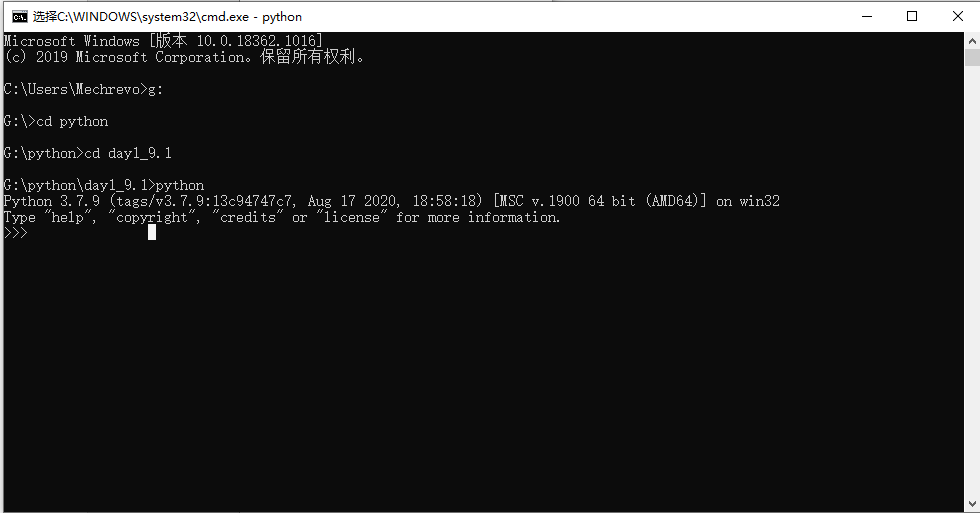 选择C:\WINDOWS\system32\cmd.exe - python
Microsoft Windows [版本 10.0.18362.1016]
(c) 2019 Microsoft Corporation。保留所有权利。
C:\Users\Mechrevo>g:
G:\>cd python
G:\python>cd day1_9.1
G:\python\day1_9.1>python
Python 3.7.9 (tags/v3.7.9:13c94747c7, Aug 17 2020, 18:58:18) [MSC v.1900 64 bit (AMD64)] on win32
Type "help", "copyright", "credits" or "license" for more information.
>>>